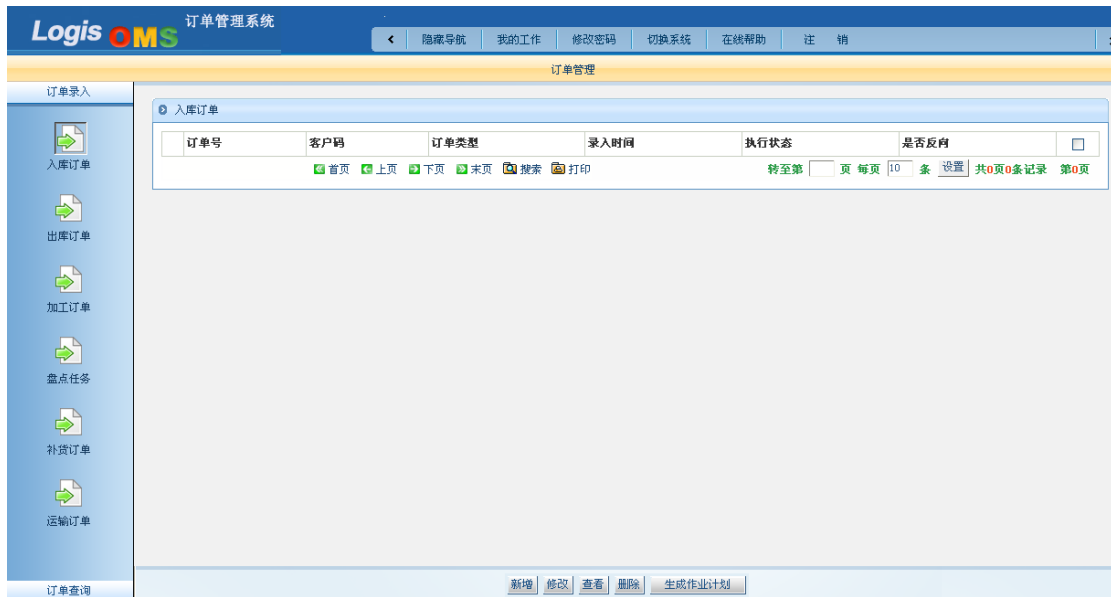 Logis OMS 订单管理系统
隐藏导航 我的工作 修改密码 切换系统 在线帮助 注 销
订单管理
订单录入
入库订单
出库订单
加工订单
盘点任务
补货订单
运输订单
订单查询
入库订单
订单号 客户码 订单类型 录入时间 执行状态 是否反向
首页 上页 下页 末页 搜索 打印 转至第 页 每页 10 条 设置 共0页0条记录 第0页
新增 修改 查看 删除 生成作业计划